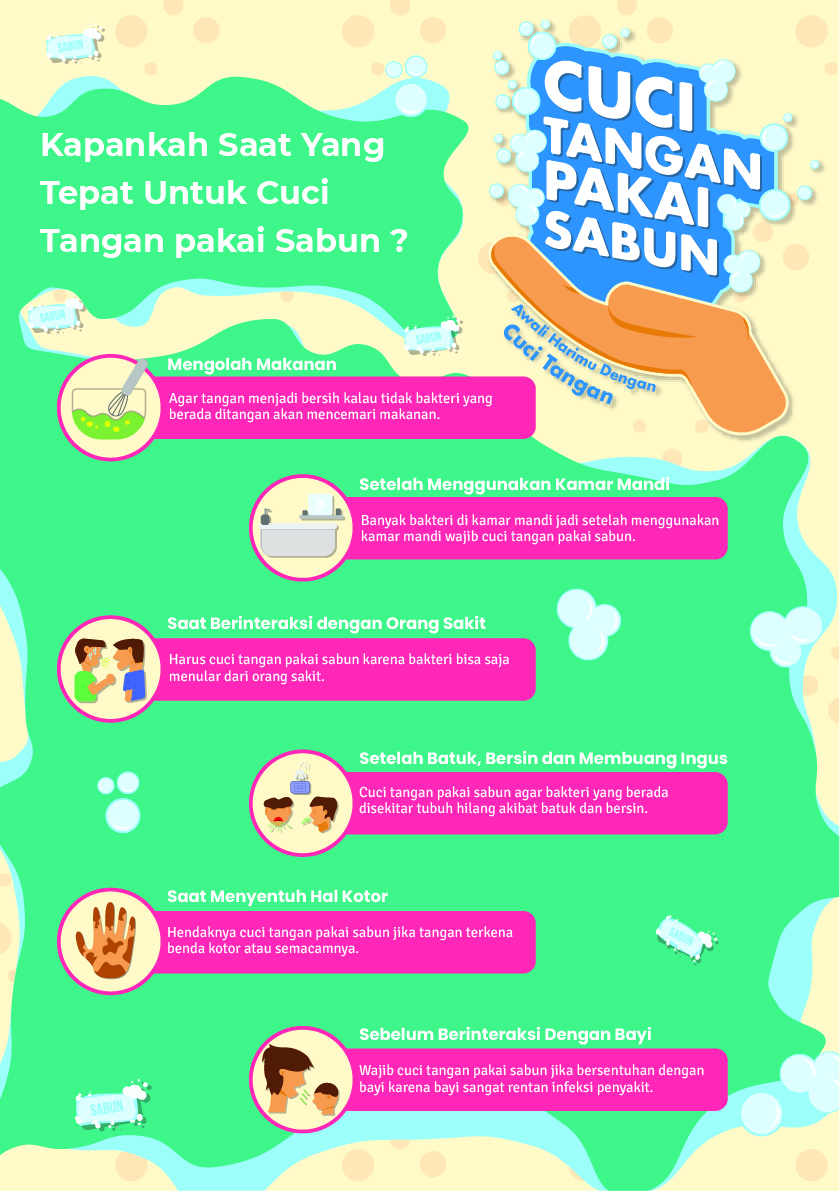 SABUN
CUCI
TANGAN
PAKAI
SABUN
Awali Harimu Dengan
Cuci Tangan
Kapankah Saat Yang
Tepat Untuk Cuci
Tangan pakai Sabun ?
SABUN
SABUN
Mengolah Makanan
Agar tangan menjadi bersih kalau tidak bakteri yang
berada ditangan akan mencemari makanan.
Setelah Menggunakan Kamar Mandi
Banyak bakteri di kamar mandi jadi setelah menggunakan
kamar mandi wajib cuci tangan pakai sabun.
Saat Berinteraksi dengan Orang Sakit
Harus cuci tangan pakai sabun karena bakteri bisa saja
menular dari orang sakit.
Setelah Batuk, Bersin dan Membuang Ingus
Cuci tangan pakai sabun agar bakteri yang berada
disekitar tubuh hilang akibat batuk dan bersin.
Saat Menyentuh Hal Kotor
Hendaknya cuci tangan pakai sabun jika tangan terkena
benda kotor atau semacamnya.
SABUN
Sebelum Berinteraksi Dengan Bayi
Wajib cuci tangan pakai sabun jika bersentuhan dengan
bayi karena bayi sangat rentan infeksi penyakit.
SABUN